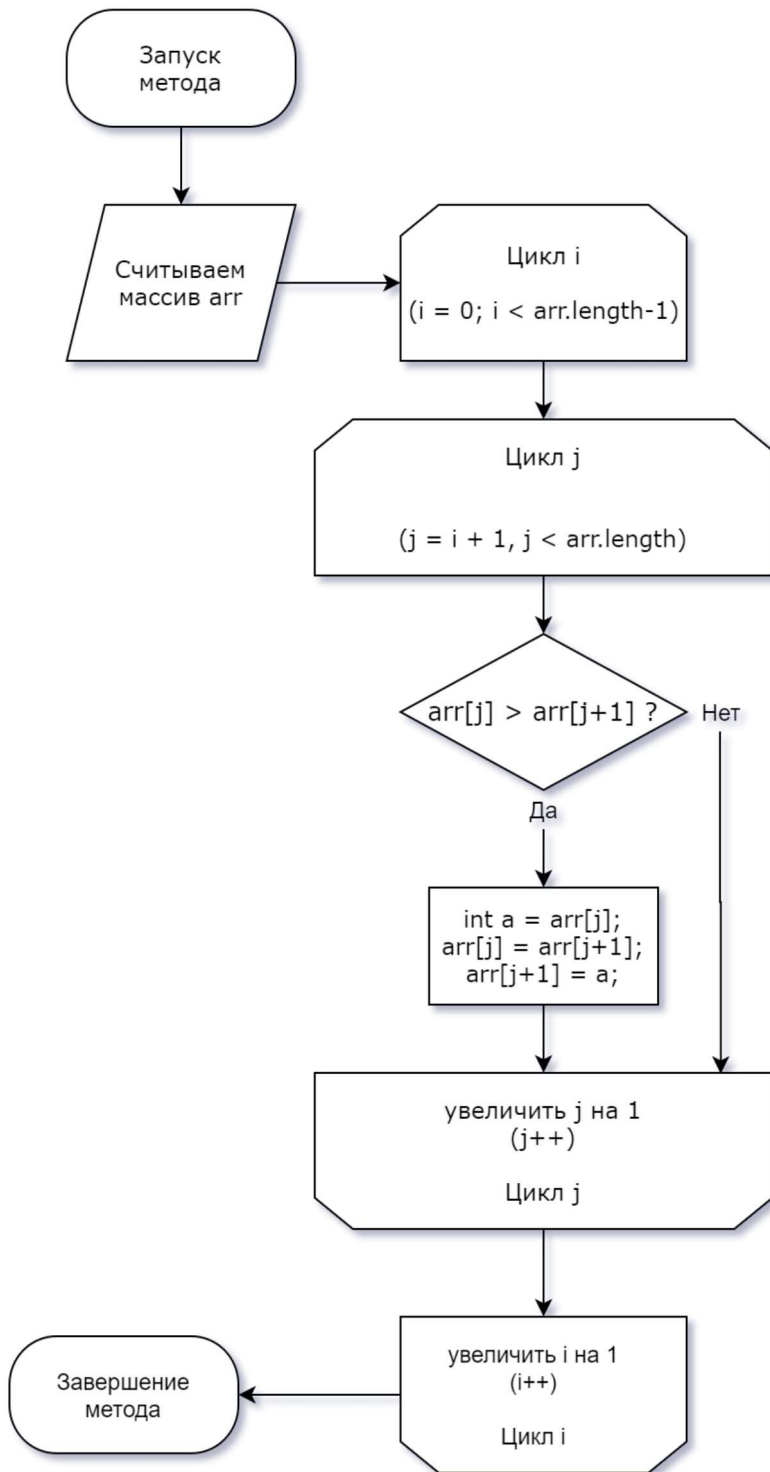 Запуск
метода
Считываем
массив arr
Цикл i
(i = 0; i < arr.length-1)
Цикл j
(j = i + 1, j < arr.length)
arr[j] > arr[j+1] ?
Нет
Да
int a = arr[j];
arr[j] = arr[j+1];
arr[j+1] = a;
увеличить j на 1
(j++)
Цикл j
увеличить i на 1
(i++)
Цикл i
Завершение
метода